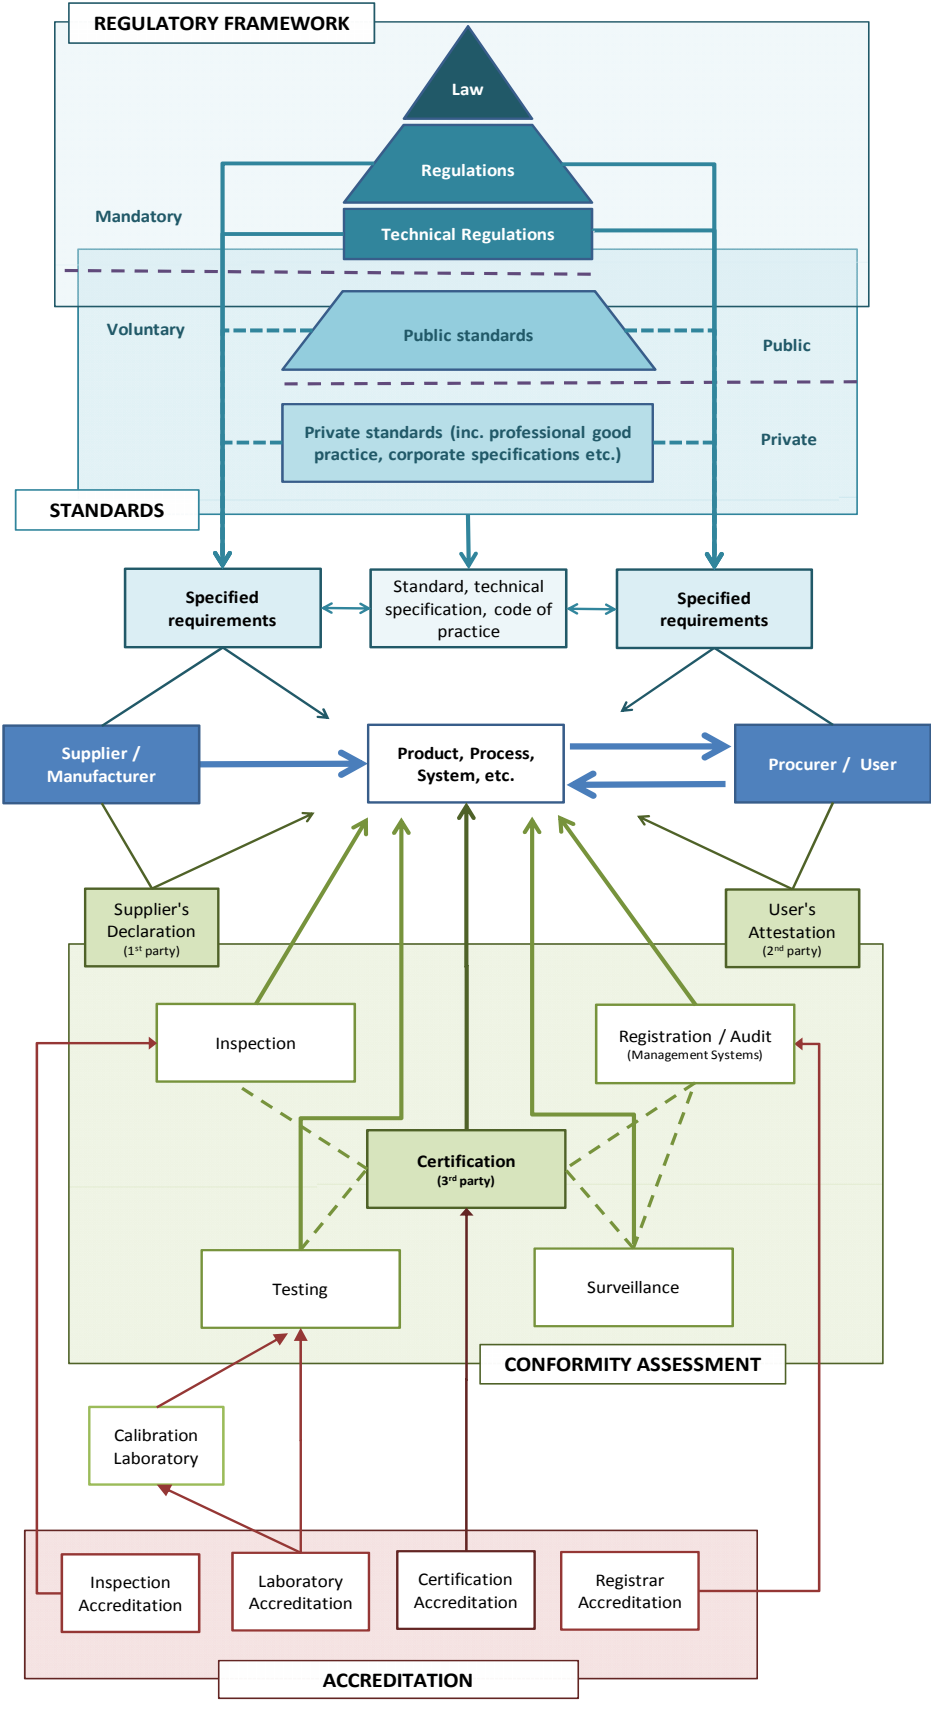 REGULATORY FRAMEWORK
Law
Regulations
Mandatory
Technical Regulations
Voluntary
Public standards
Public
Private standards (inc. professional good
practice, corporate specifications etc.)
Private
STANDARDS
Specified
requirements
Standard, technical
specification, code of
practice
Specified
requirements
Supplier /
Manufacturer
Product, Process,
System, etc.
Procurer / User
Supplier's
Declaration
(1st party)
User's
Attestation
(2nd party)
Inspection
Registration / Audit
(Management Systems)
Certification
(3rd party)
Testing
Surveillance
CONFORMITY ASSESSMENT
Calibration
Laboratory
Inspection
Accreditation
Laboratory
Accreditation
Certification
Accreditation
Registrar
Accreditation
ACCREDITATION